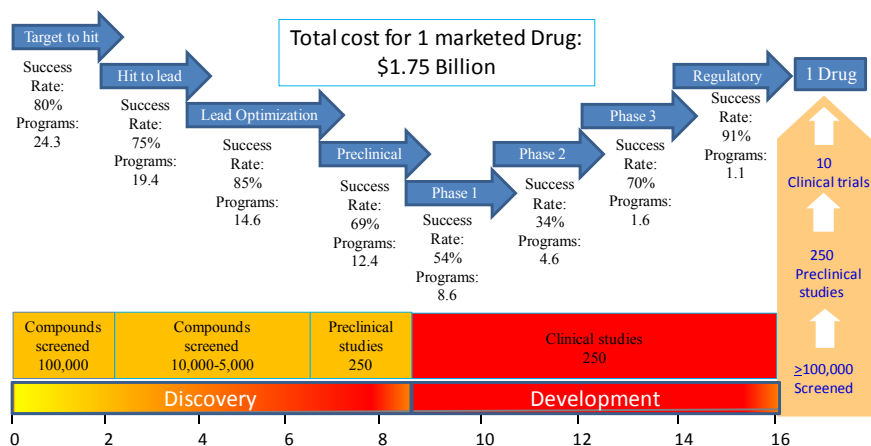 Target to hit
Success
Rate:
80%
Programs:
24.3
Hit to lead
Success
Rate:
75%
Programs:
19.4
Lead Optimization
Success
Rate:
85%
Programs:
14.6
Preclinical
Success
Rate:
69%
Programs:
12.4
Phase 1
Success
Rate:
54%
Programs:
8.6
Phase 2
Success
Rate:
34%
Programs:
4.6
Phase 3
Success
Rate:
70%
Programs:
1.6
Regulatory
Success
Rate:
91%
Programs:
1.1
1 Drug
Total cost for 1 marketed Drug:
$1.75 Billion
10
Clinical trials
250
Preclinical
studies
≥100,000
Screened
Compounds
screened
100,000
Compounds
screened
10,000-5,000
Preclinical
studies
250
Clinical studies
250
Discovery
Development
0 2 4 6 8 10 12 14 16